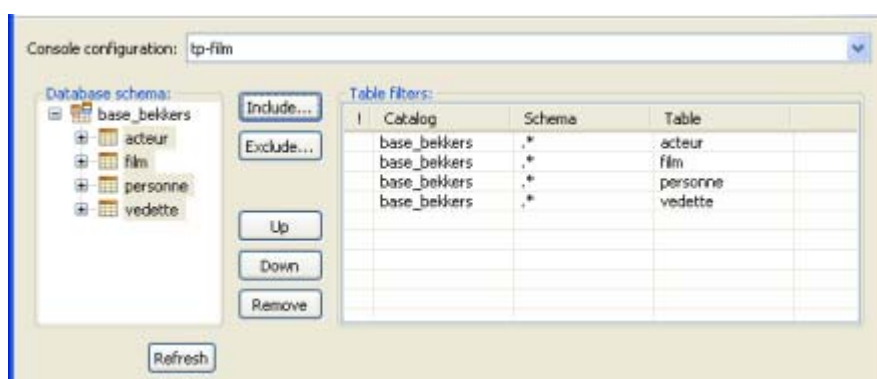 Console configuration: tp-film
Database schema:
base_bekkers
acteur
film
personne
vedette
Include...
Exclude...
Up
Down
Remove
Refresh
Table filters:
! Catalog Schema Table
base_bekkers .* acteur
base_bekkers .* film
base_bekkers .* personne
base_bekkers .* vedette